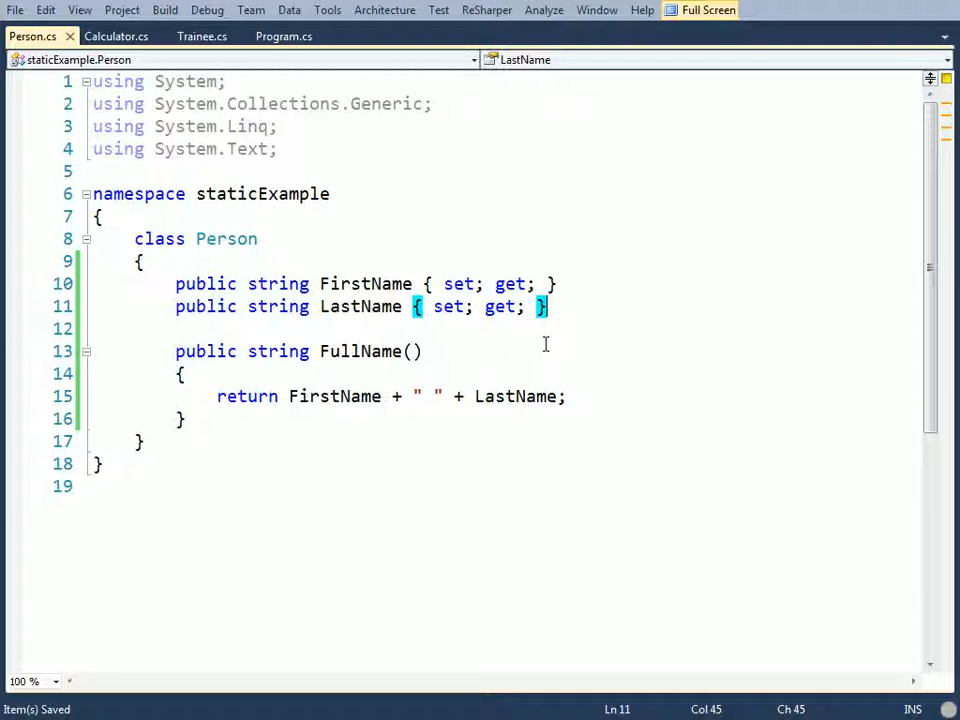 File Edit View Project Build Debug Team Data Tools Architecture Test ReSharper Analyze Window Help Full Screen
Person.cs Calculator.cs Trainee.cs Program.cs
staticExample.Person LastName
1 using System;
2 using System.Collections.Generic;
3 using System.Linq;
4 using System.Text;
5
6 namespace staticExample
7 {
8 class Person
9 {
10 public string FirstName { set; get; }
11 public string LastName { set; get; }
12
13 public string FullName()
14 {
15 return FirstName + " " + LastName;
16 }
17 }
18 }
19
100 %
Item(s) Saved Ln 11 Col 45 Ch 45 INS